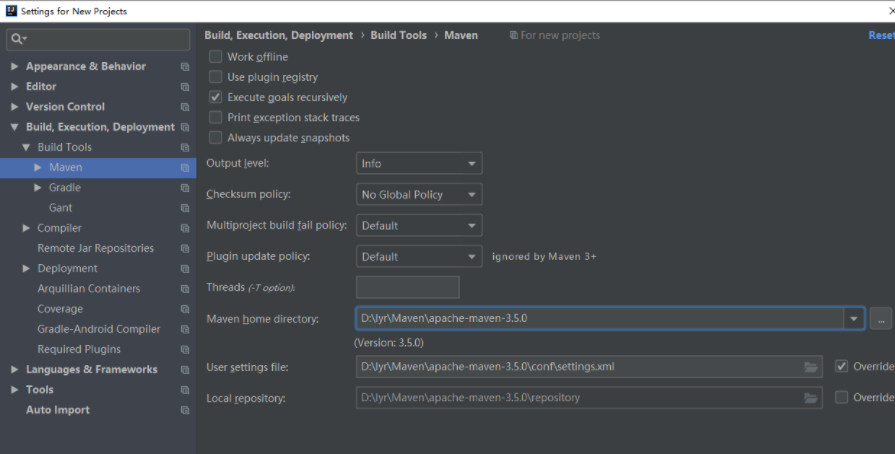 Settings for New Projects
Build, Execution, Deployment › Build Tools › Maven For new projects Reset
Appearance & Behavior
Editor
Version Control
Build, Execution, Deployment
Build Tools
Maven
Gradle
Gant
Compiler
Remote Jar Repositories
Deployment
Arquillian Containers
Coverage
Gradle-Android Compiler
Required Plugins
Languages & Frameworks
Tools
Auto Import
Work offline
Use plugin registry
Execute goals recursively
Print exception stack traces
Always update snapshots
Output level: Info
Checksum policy: No Global Policy
Multiproject build fail policy: Default
Plugin update policy: Default ignored by Maven 3+
Threads (-T option):
Maven home directory: D:\lyr\Maven\apache-maven-3.5.0 ...
(Version: 3.5.0)
User settings file: D:\lyr\Maven\apache-maven-3.5.0\conf\settings.xml Override
Local repository: D:\lyr\Maven\apache-maven-3.5.0\repository Override